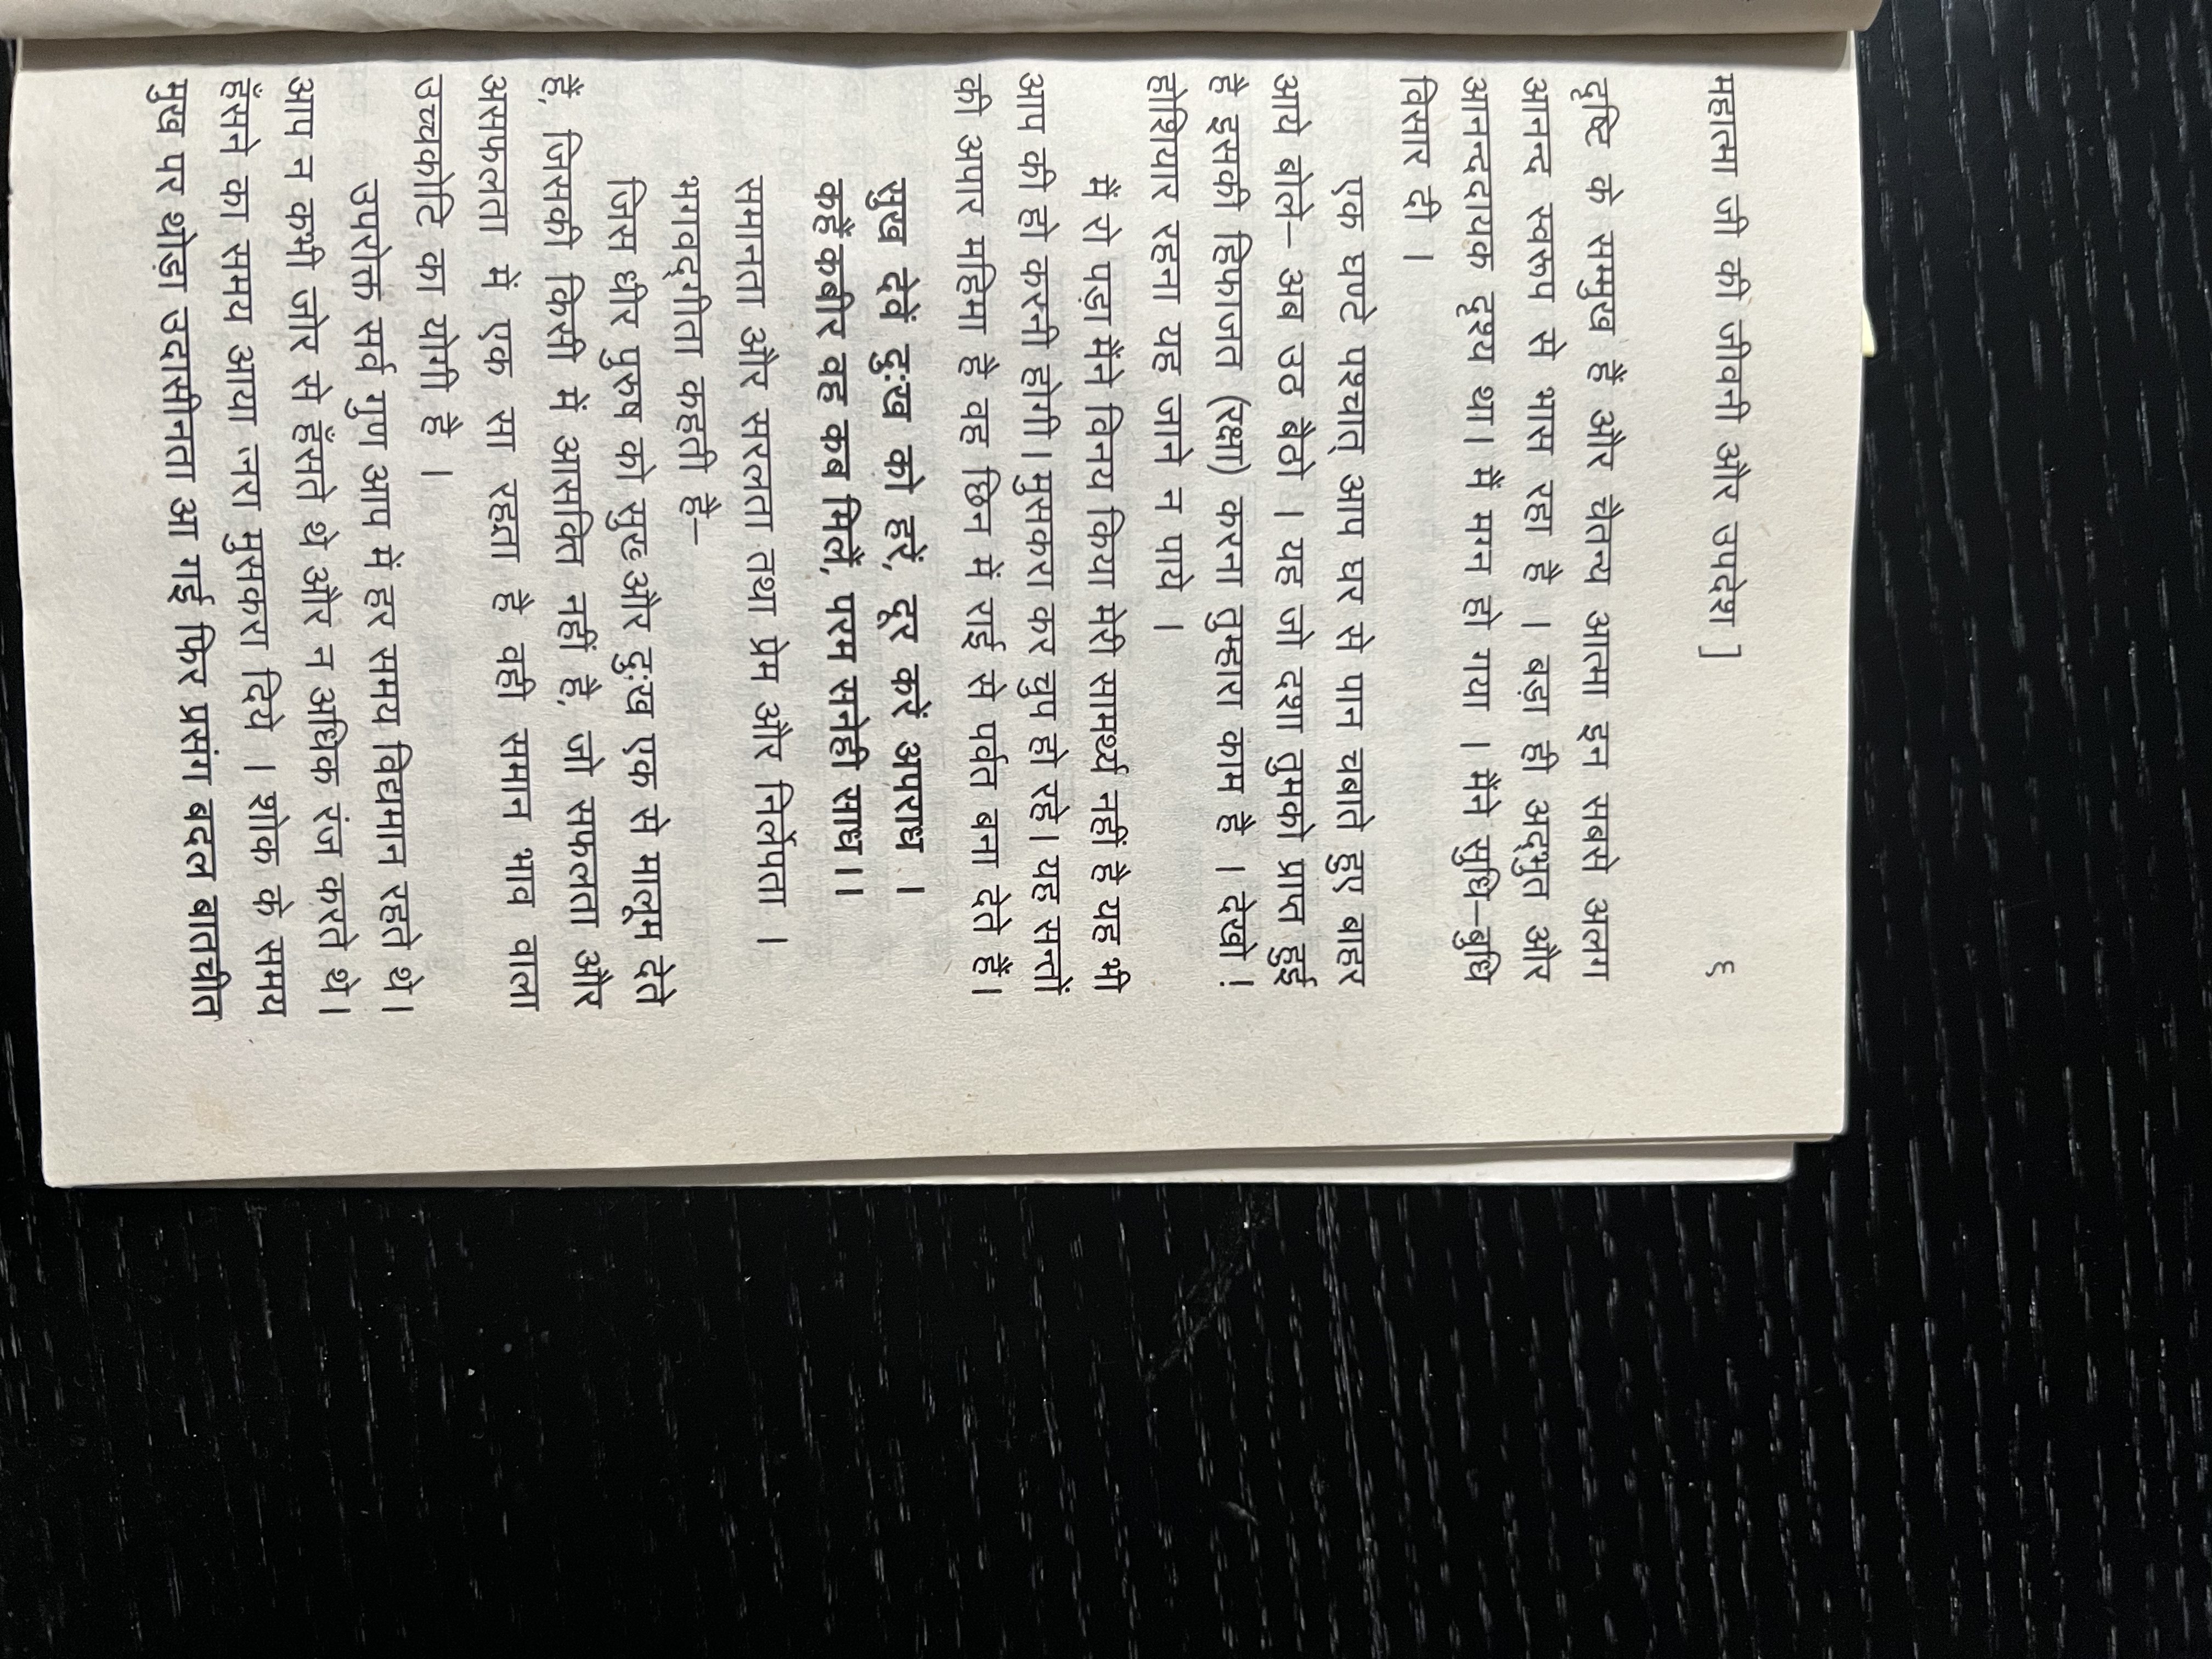 महात्मा जी की जीवनी और उपदेश ] ६
दृष्टि के सम्मुख हैं और चैतन्य आत्मा इन सबसे अलग
आनन्द स्वरूप से भास रहा है । बड़ा ही अद्भुत और
आनन्ददायक दृश्य था। मैं मगन हो गया । मैंने सुधि–बुधि
विसार दी ।
एक घण्टे पश्चात् आप घर से पान चबाते हुए बाहर
आये बोले– अब उठ बैठो । यह जो दशा तुमको प्राप्त हुई
है इसकी हिफाजत (रक्षा) करना तुम्हारा काम है । देखो !
होशियार रहना यह जाने न पाये ।
मैं रो पड़ा मैंने विनय किया मेरी सामर्थ्य नहीं है यह भी
आप की ही करनी होगी। मुसकरा कर चुप हो रहे। यह सन्तों
की अपार महिमा है वह छिन में राई से पर्वत बना देते हैं।
सुख देवें दुःख को हरें, दूर करें अपराध ।
कहें कबीर वह कब मिलें, परम सनेही साध ।।
समानता और सरलता तथा प्रेम और निर्लेपता ।
भगवद्गीता कहती है–
जिस धीर पुरुष को सुख और दुःख एक से मालूम देते
हैं, जिसकी किसी में आसक्ति नहीं है, जो सफलता और
असफलता में एक सा रहता है वही समान भाव वाला
उच्चकोटि का योगी है ।
उपरोक्त सर्व गुण आप में हर समय विद्यमान रहते थे।
आप न कभी जोर से हँसते थे और न अधिक रंज करते थे।
हँसने का समय आया जरा मुसकरा दिये । शोक के समय
मुख पर थोड़ा उदासीनता आ गई फिर प्रसंग बदल बातचीत